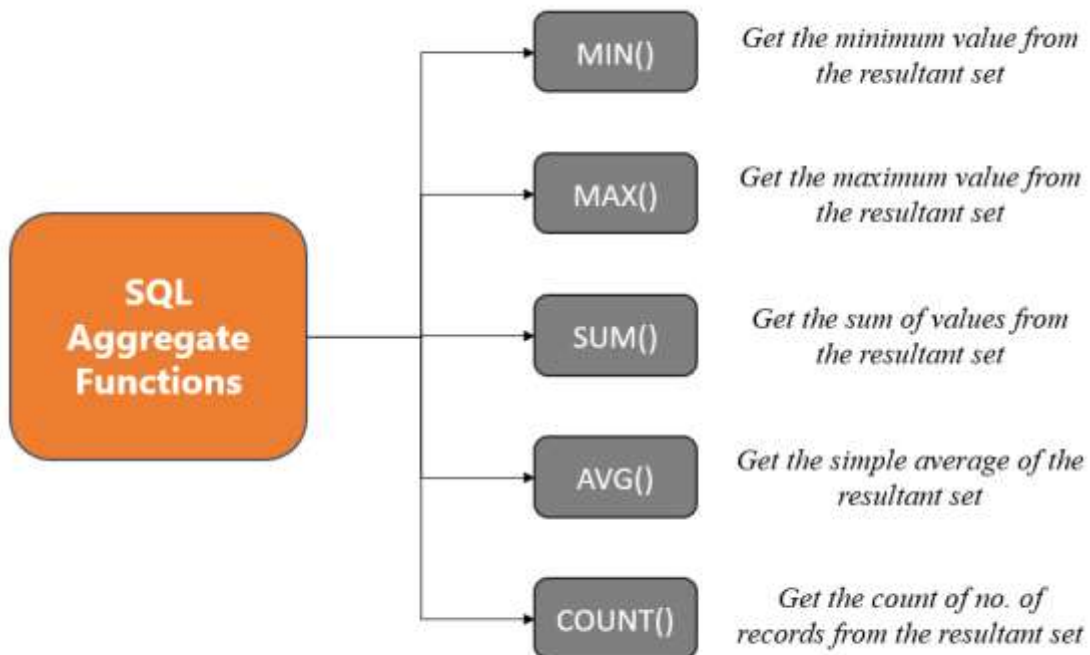 SQL
Aggregate
Functions
MIN()
Get the minimum value from
the resultant set
MAX()
Get the maximum value from
the resultant set
SUM()
Get the sum of values from
the resultant set
AVG()
Get the simple average of the
resultant set
COUNT()
Get the count of no. of
records from the resultant set